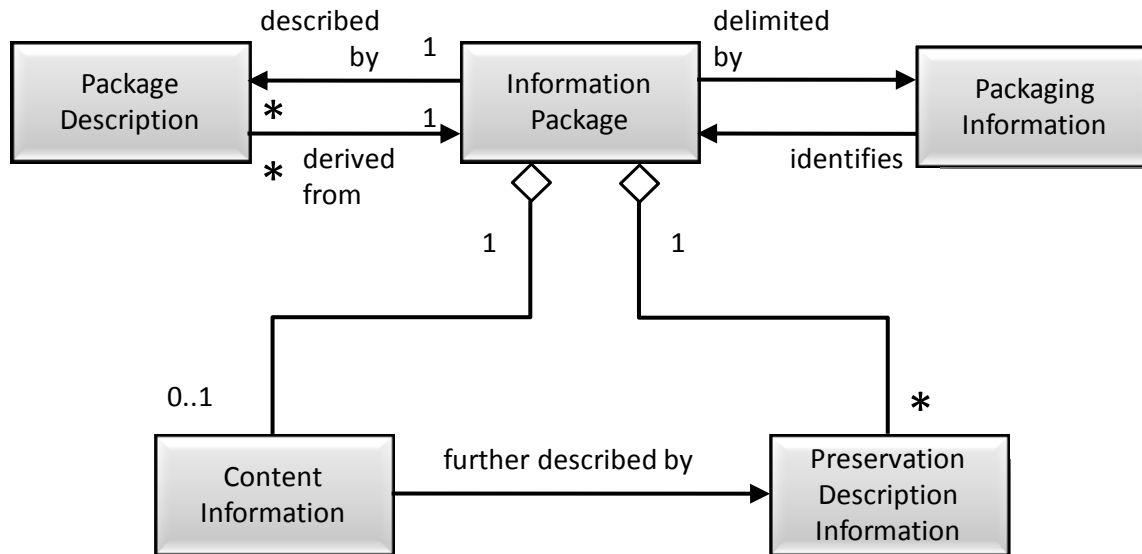 described
by
1
delimited
by
Package
Description
Information
Package
Packaging
Information
*
1
*
derived
from
identifies
1
1
0..1
*
further described by
Content
Information
Preservation
Description
Information